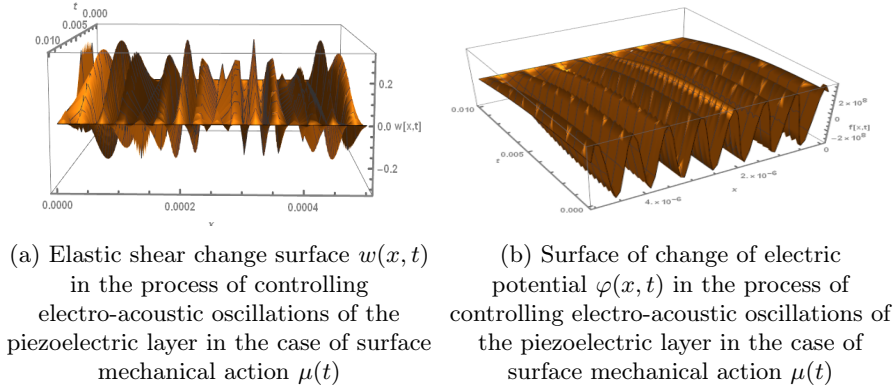 t
0.000
0.005
0.010
0.2
0.0
w[x,t]
-0.2
0.0000
0.0002
0.0004
x
0.010
0.005
t
0.000
2 × 10⁸
0
f[x,t]
-2 × 10⁸
0
2. × 10⁻⁶
x
4. × 10⁻⁶
(a) Elastic shear change surface w(x, t)
in the process of controlling
electro-acoustic oscillations of the
piezoelectric layer in the case of surface
mechanical action μ(t)
(b) Surface of change of electric
potential φ(x, t) in the process of
controlling electro-acoustic oscillations of
the piezoelectric layer in the case of
surface mechanical action μ(t)